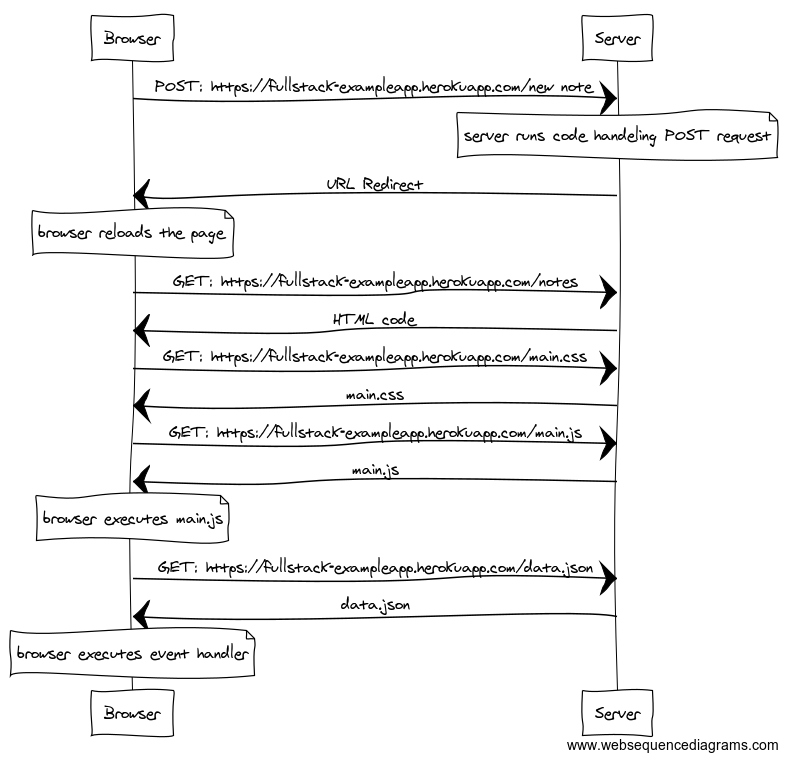 Browser
Server
POST: https://fullstack-exampleapp.herokuapp.com/new note
server runs code handeling POST request
URL Redirect
browser reloads the page
GET: https://fullstack-exampleapp.herokuapp.com/notes
HTML code
GET: https://fullstack-exampleapp.herokuapp.com/main.css
main.css
GET: https://fullstack-exampleapp.herokuapp.com/main.js
main.js
browser executes main.js
GET: https://fullstack-exampleapp.herokuapp.com/data.json
data.json
browser executes event handler
Browser
Server
www.websequencediagrams.com